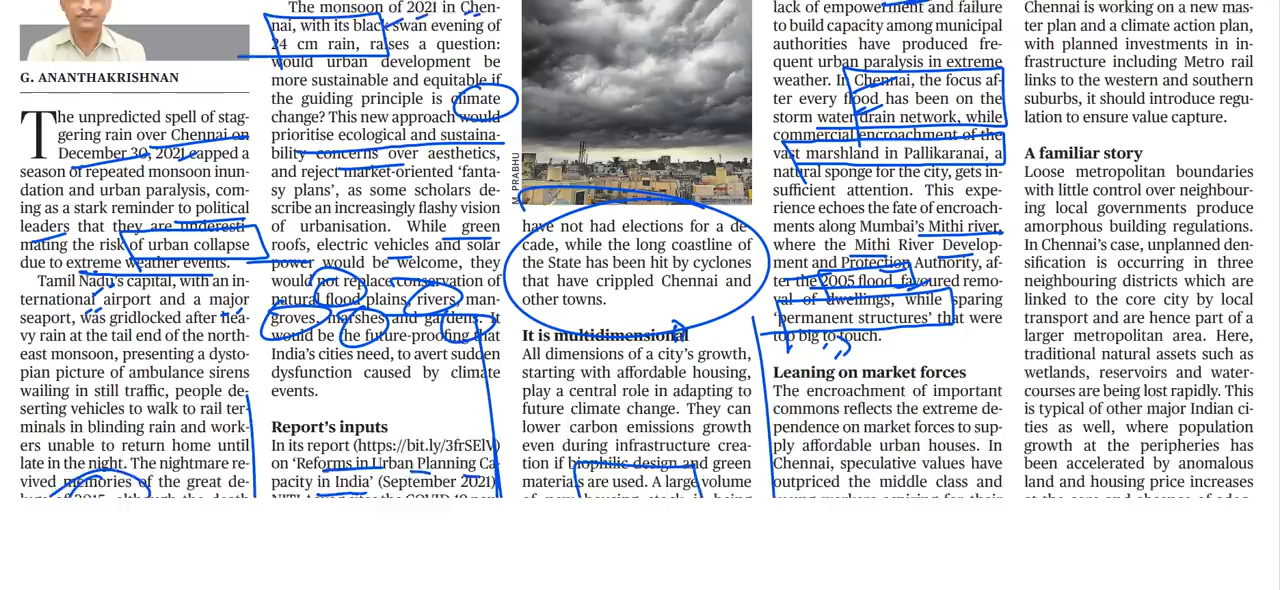 G. ANANTHAKRISHNAN
The unpredicted spell of stag-
gering rain over Chennai on
December 30, 2021 capped a
season of repeated monsoon inun-
dation and urban paralysis, com-
ing as a stark reminder to political
leaders that they are underesti-
mating the risk of urban collapse
due to extreme weather events.
Tamil Nadu's capital, with an in-
ternational airport and a major
seaport, was gridlocked after hea-
vy rain at the tail end of the north-
east monsoon, presenting a dysto-
pian picture of ambulance sirens
wailing in still traffic, people de-
serting vehicles to walk to rail ter-
minals in blinding rain and work-
ers unable to return home until
late in the night. The nightmare re-
vived memories of the great de-
The monsoon of 2021 in Chen-
nai, with its black swan evening of
24 cm rain, raises a question:
would urban development be
more sustainable and equitable if
the guiding principle is climate
change? This new approach would
prioritise ecological and sustaina-
bility concerns over aesthetics,
and reject market-oriented 'fanta-
sy plans', as some scholars de-
scribe an increasingly flashy vision
of urbanisation. While green
roofs, electric vehicles and solar
power would be welcome, they
would not replace conservation of
natural flood plains, rivers, man-
groves, marshes and gardens. It
would be the future-proofing that
India's cities need, to avert sudden
dysfunction caused by climate
events.
Report's inputs
In its report (https://bit.ly/3frSElV)
on 'Reforms in Urban Planning Ca-
pacity in India' (September 2021)
M. PRABHU
have not had elections for a de-
cade, while the long coastline of
the State has been hit by cyclones
that have crippled Chennai and
other towns.
It is multidimensional
All dimensions of a city's growth,
starting with affordable housing,
play a central role in adapting to
future climate change. They can
lower carbon emissions growth
even during infrastructure crea-
tion if biophilic design and green
materials are used. A large volume
lack of empowerment and failure
to build capacity among municipal
authorities have produced fre-
quent urban paralysis in extreme
weather. In Chennai, the focus af-
ter every flood has been on the
storm water drain network, while
commercial encroachment of the
vast marshland in Pallikaranai, a
natural sponge for the city, gets in-
sufficient attention. This expe-
rience echoes the fate of encroach-
ments along Mumbai's Mithi river,
where the Mithi River Develop-
ment and Protection Authority, af-
ter the 2005 flood, favoured remo-
val of dwellings, while sparing
'permanent structures' that were
too big to touch.
Leaning on market forces
The encroachment of important
commons reflects the extreme de-
pendence on market forces to sup-
ply affordable urban houses. In
Chennai, speculative values have
outpriced the middle class and
Chennai is working on a new mas-
ter plan and a climate action plan,
with planned investments in in-
frastructure including Metro rail
links to the western and southern
suburbs, it should introduce regu-
lation to ensure value capture.
A familiar story
Loose metropolitan boundaries
with little control over neighbour-
ing local governments produce
amorphous building regulations.
In Chennai's case, unplanned den-
sification is occurring in three
neighbouring districts which are
linked to the core city by local
transport and are hence part of a
larger metropolitan area. Here,
traditional natural assets such as
wetlands, reservoirs and water-
courses are being lost rapidly. This
is typical of other major Indian ci-
ties as well, where population
growth at the peripheries has
been accelerated by anomalous
land and housing price increases